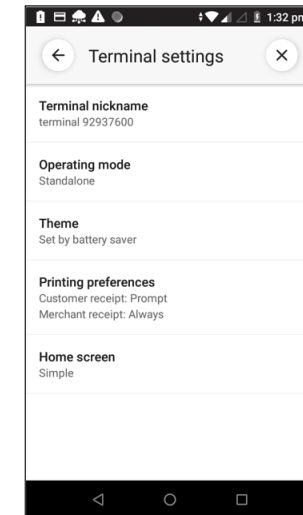 1:32 pm
Terminal settings
Terminal nickname
terminal 92937600
Operating mode
Standalone
Theme
Set by battery saver
Printing preferences
Customer receipt: Prompt
Merchant receipt: Always
Home screen
Simple